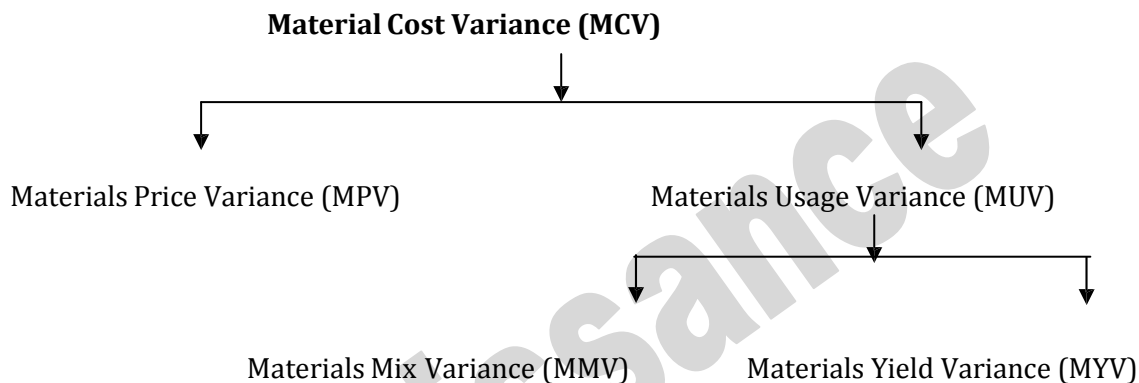 Material Cost Variance (MCV)
Materials Price Variance (MPV) Materials Usage Variance (MUV)
Materials Mix Variance (MMV) Materials Yield Variance (MYV)